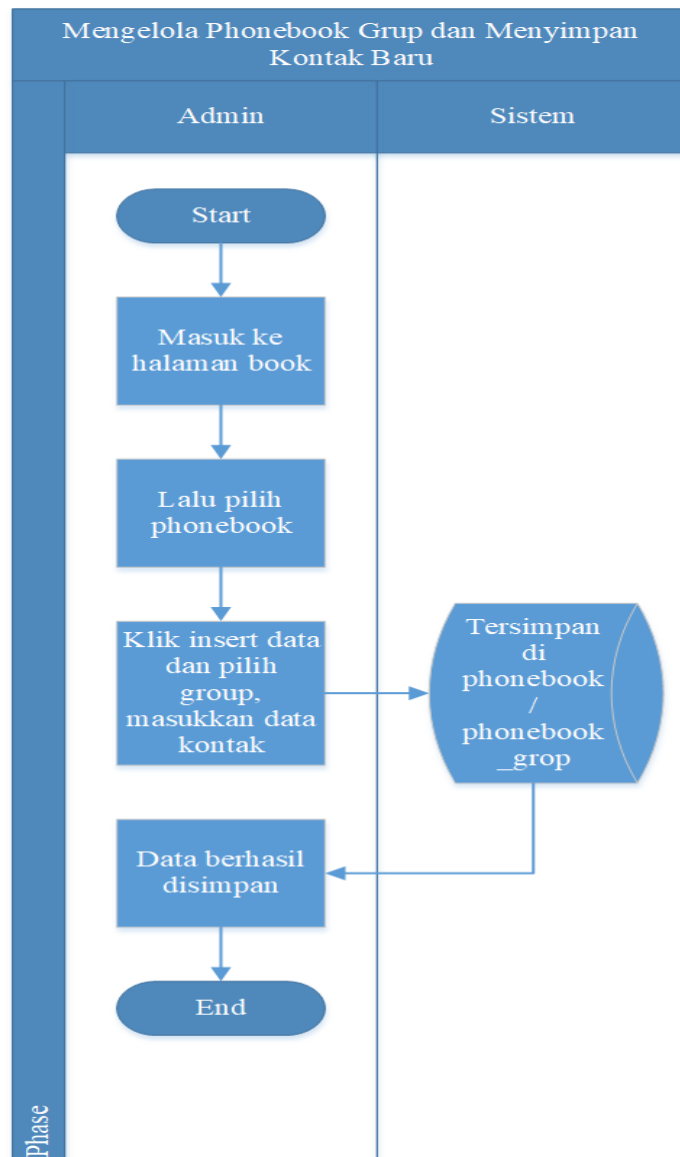 Mengelola Phonebook Grup dan Menyimpan
Kontak Baru
Admin
Sistem
Start
Masuk ke
halaman book
Lalu pilih
phonebook
Klik insert data
dan pilih
group,
masukkan data
kontak
Tersimpan
di
phonebook
/
phonebook
_grop
Data berhasil
disimpan
End
Phase